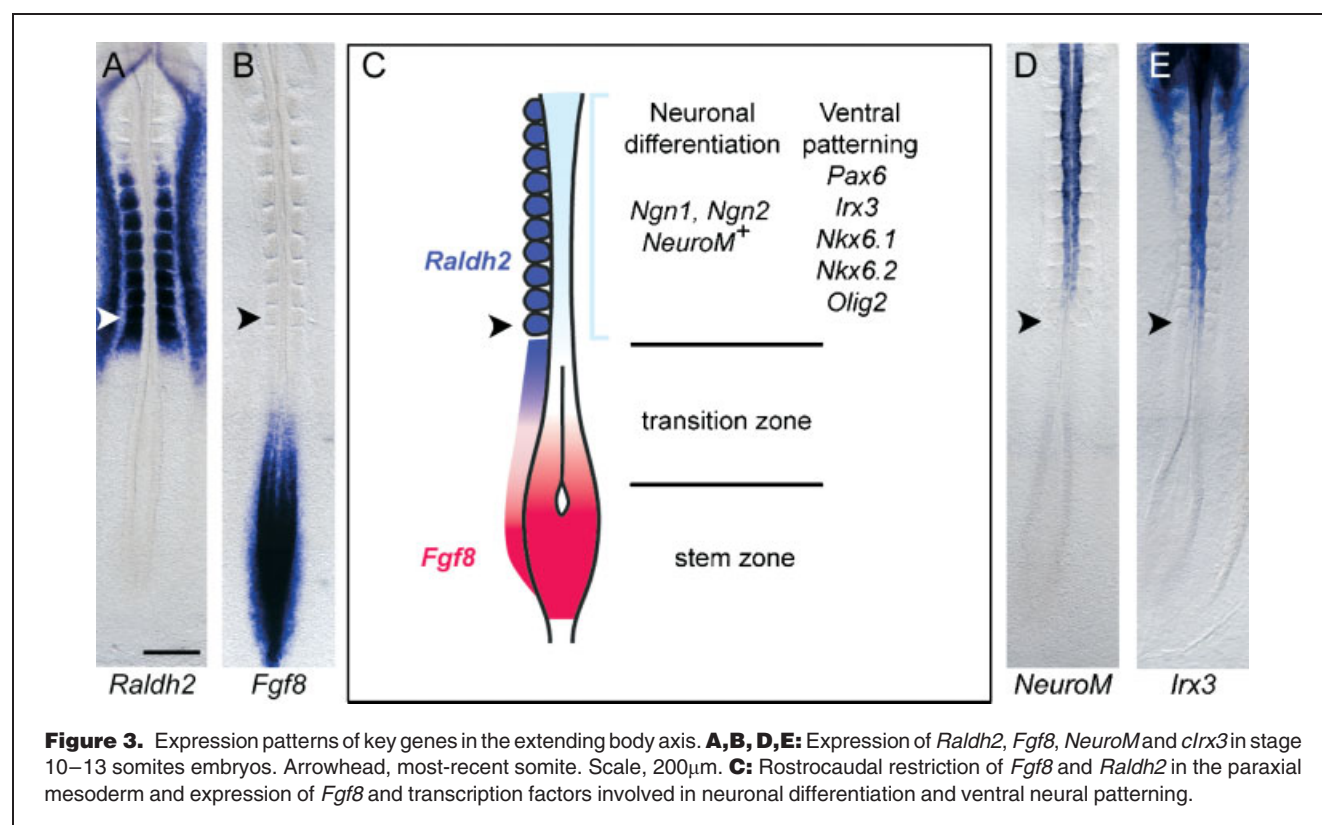 A
B
C
D
E
Neuronal
differentiation
Ventral
patterning
Pax6
Irx3
Nkx6.1
Nkx6.2
Olig2
Ngn1, Ngn2
NeuroM+
Raldh2
transition zone
Fgf8
stem zone
Raldh2
Fgf8
NeuroM
Irx3
Figure 3. Expression patterns of key genes in the extending body axis. A,B, D,E: Expression of Raldh2, Fgf8, NeuroM and cIrx3 in stage
10–13 somites embryos. Arrowhead, most-recent somite. Scale, 200μm. C: Rostrocaudal restriction of Fgf8 and Raldh2 in the paraxial
mesoderm and expression of Fgf8 and transcription factors involved in neuronal differentiation and ventral neural patterning.